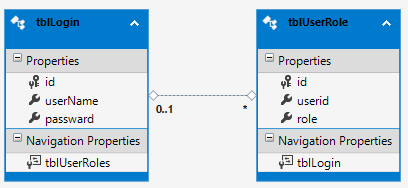 tblLogin
Properties
id
userName
passward
Navigation Properties
tblUserRoles
0..1
*
tblUserRole
Properties
id
userid
role
Navigation Properties
tblLogin